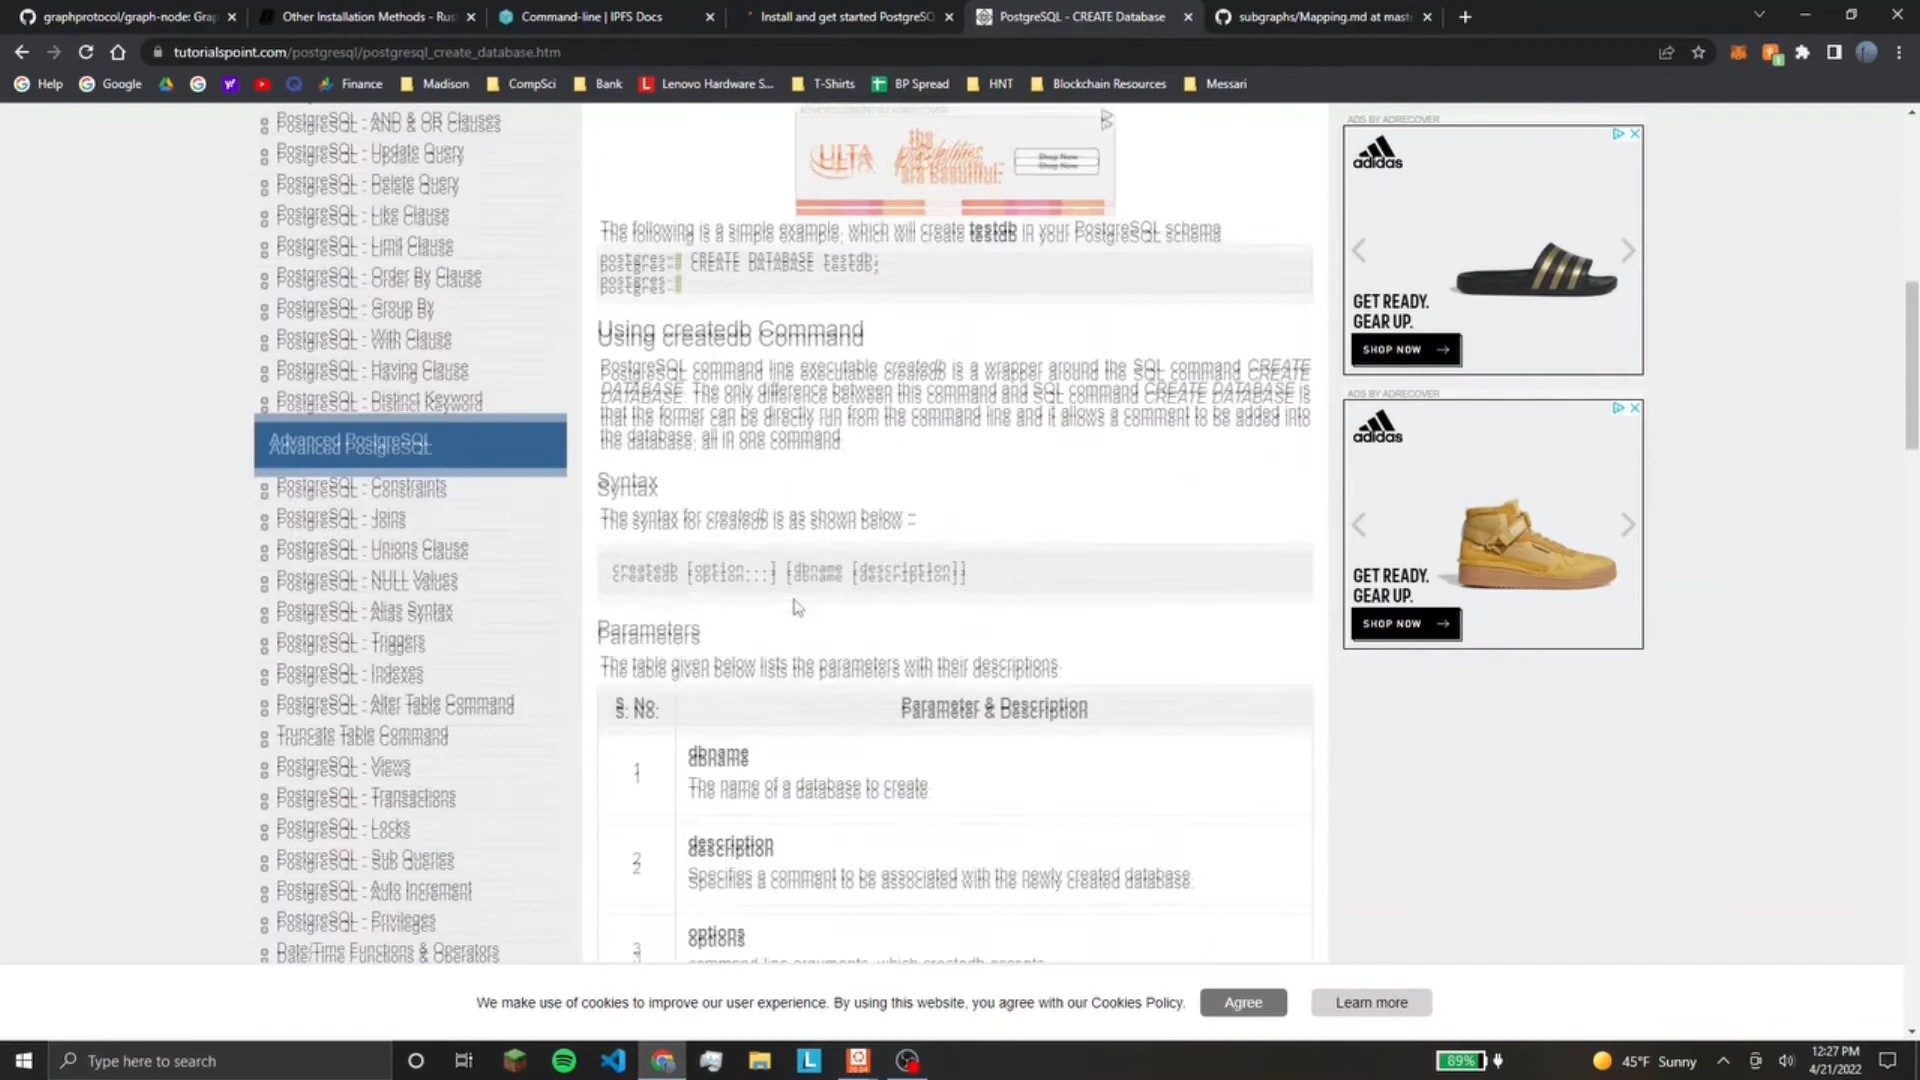 graphprotocol/graph-node: Gra
Other Installation Methods - Rus
Command-line | IPFS Docs
Install and get started PostgreSQ
PostgreSQL - CREATE Database
subgraphs/Mapping.md at mast
tutorialspoint.com/postgresql/postgresql_create_database.htm
Help
Google
Finance
Madison
CompSci
Bank
Lenovo Hardware S...
T-Shirts
BP Spread
HNT
Blockchain Resources
Messari
PostgreSQL - AND & OR Clauses
PostgreSQL - Update Query
PostgreSQL - Delete Query
PostgreSQL - Like Clause
PostgreSQL - Limit Clause
PostgreSQL - Order By Clause
PostgreSQL - Group By
PostgreSQL - With Clause
PostgreSQL - Having Clause
PostgreSQL - Distinct Keyword
Advanced PostgreSQL
PostgreSQL - Constraints
PostgreSQL - Joins
PostgreSQL - Unions Clause
PostgreSQL - NULL Values
PostgreSQL - Alias Syntax
PostgreSQL - Triggers
PostgreSQL - Indexes
PostgreSQL - Alter Table Command
Truncate Table Command
PostgreSQL - Views
PostgreSQL - Transactions
PostgreSQL - Locks
PostgreSQL - Sub Queries
PostgreSQL - Auto Increment
PostgreSQL - Privileges
Date/Time Functions & Operators
ULTA
the
Possibilities
are beautiful.
Shop Now
The following is a simple example, which will create testdb in your PostgreSQL schema
postgres=# CREATE DATABASE testdb;
postgres-#
Using createdb Command
PostgreSQL command line executable createdb is a wrapper around the SQL command CREATE
DATABASE. The only difference between this command and SQL command CREATE DATABASE is
that the former can be directly run from the command line and it allows a comment to be added into
the database, all in one command.
Syntax
The syntax for createdb is as shown below −
createdb [option...] [dbname [description]]
Parameters
The table given below lists the parameters with their descriptions.
S. No.
Parameter & Description
1
dbname
The name of a database to create.
2
description
Specifies a comment to be associated with the newly created database.
3
options
command-line arguments, which createdb accepts.
ADS BY ADRECOVER
adidas
GET READY.
GEAR UP.
SHOP NOW
ADS BY ADRECOVER
adidas
GET READY.
GEAR UP.
SHOP NOW
We make use of cookies to improve our user experience. By using this website, you agree with our Cookies Policy.
Agree
Learn more
Type here to search
L
20.04
89%
45°F Sunny
12:27 PM
4/21/2022